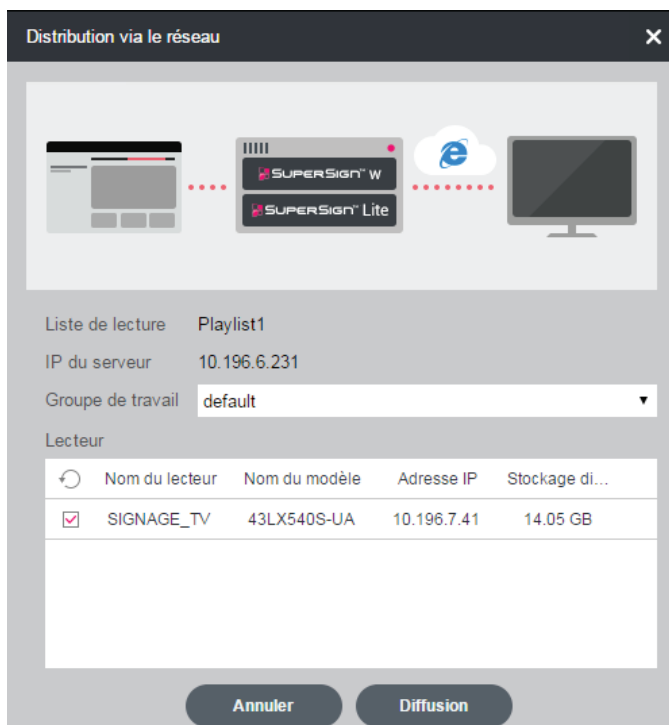 Distribution via le réseau
SUPERSIGN™ W
SUPERSIGN™ Lite
Liste de lecture Playlist1
IP du serveur 10.196.6.231
Groupe de travail default
Lecteur
Nom du lecteur Nom du modèle Adresse IP Stockage di...
SIGNAGE_TV 43LX540S-UA 10.196.7.41 14.05 GB
Annuler Diffusion